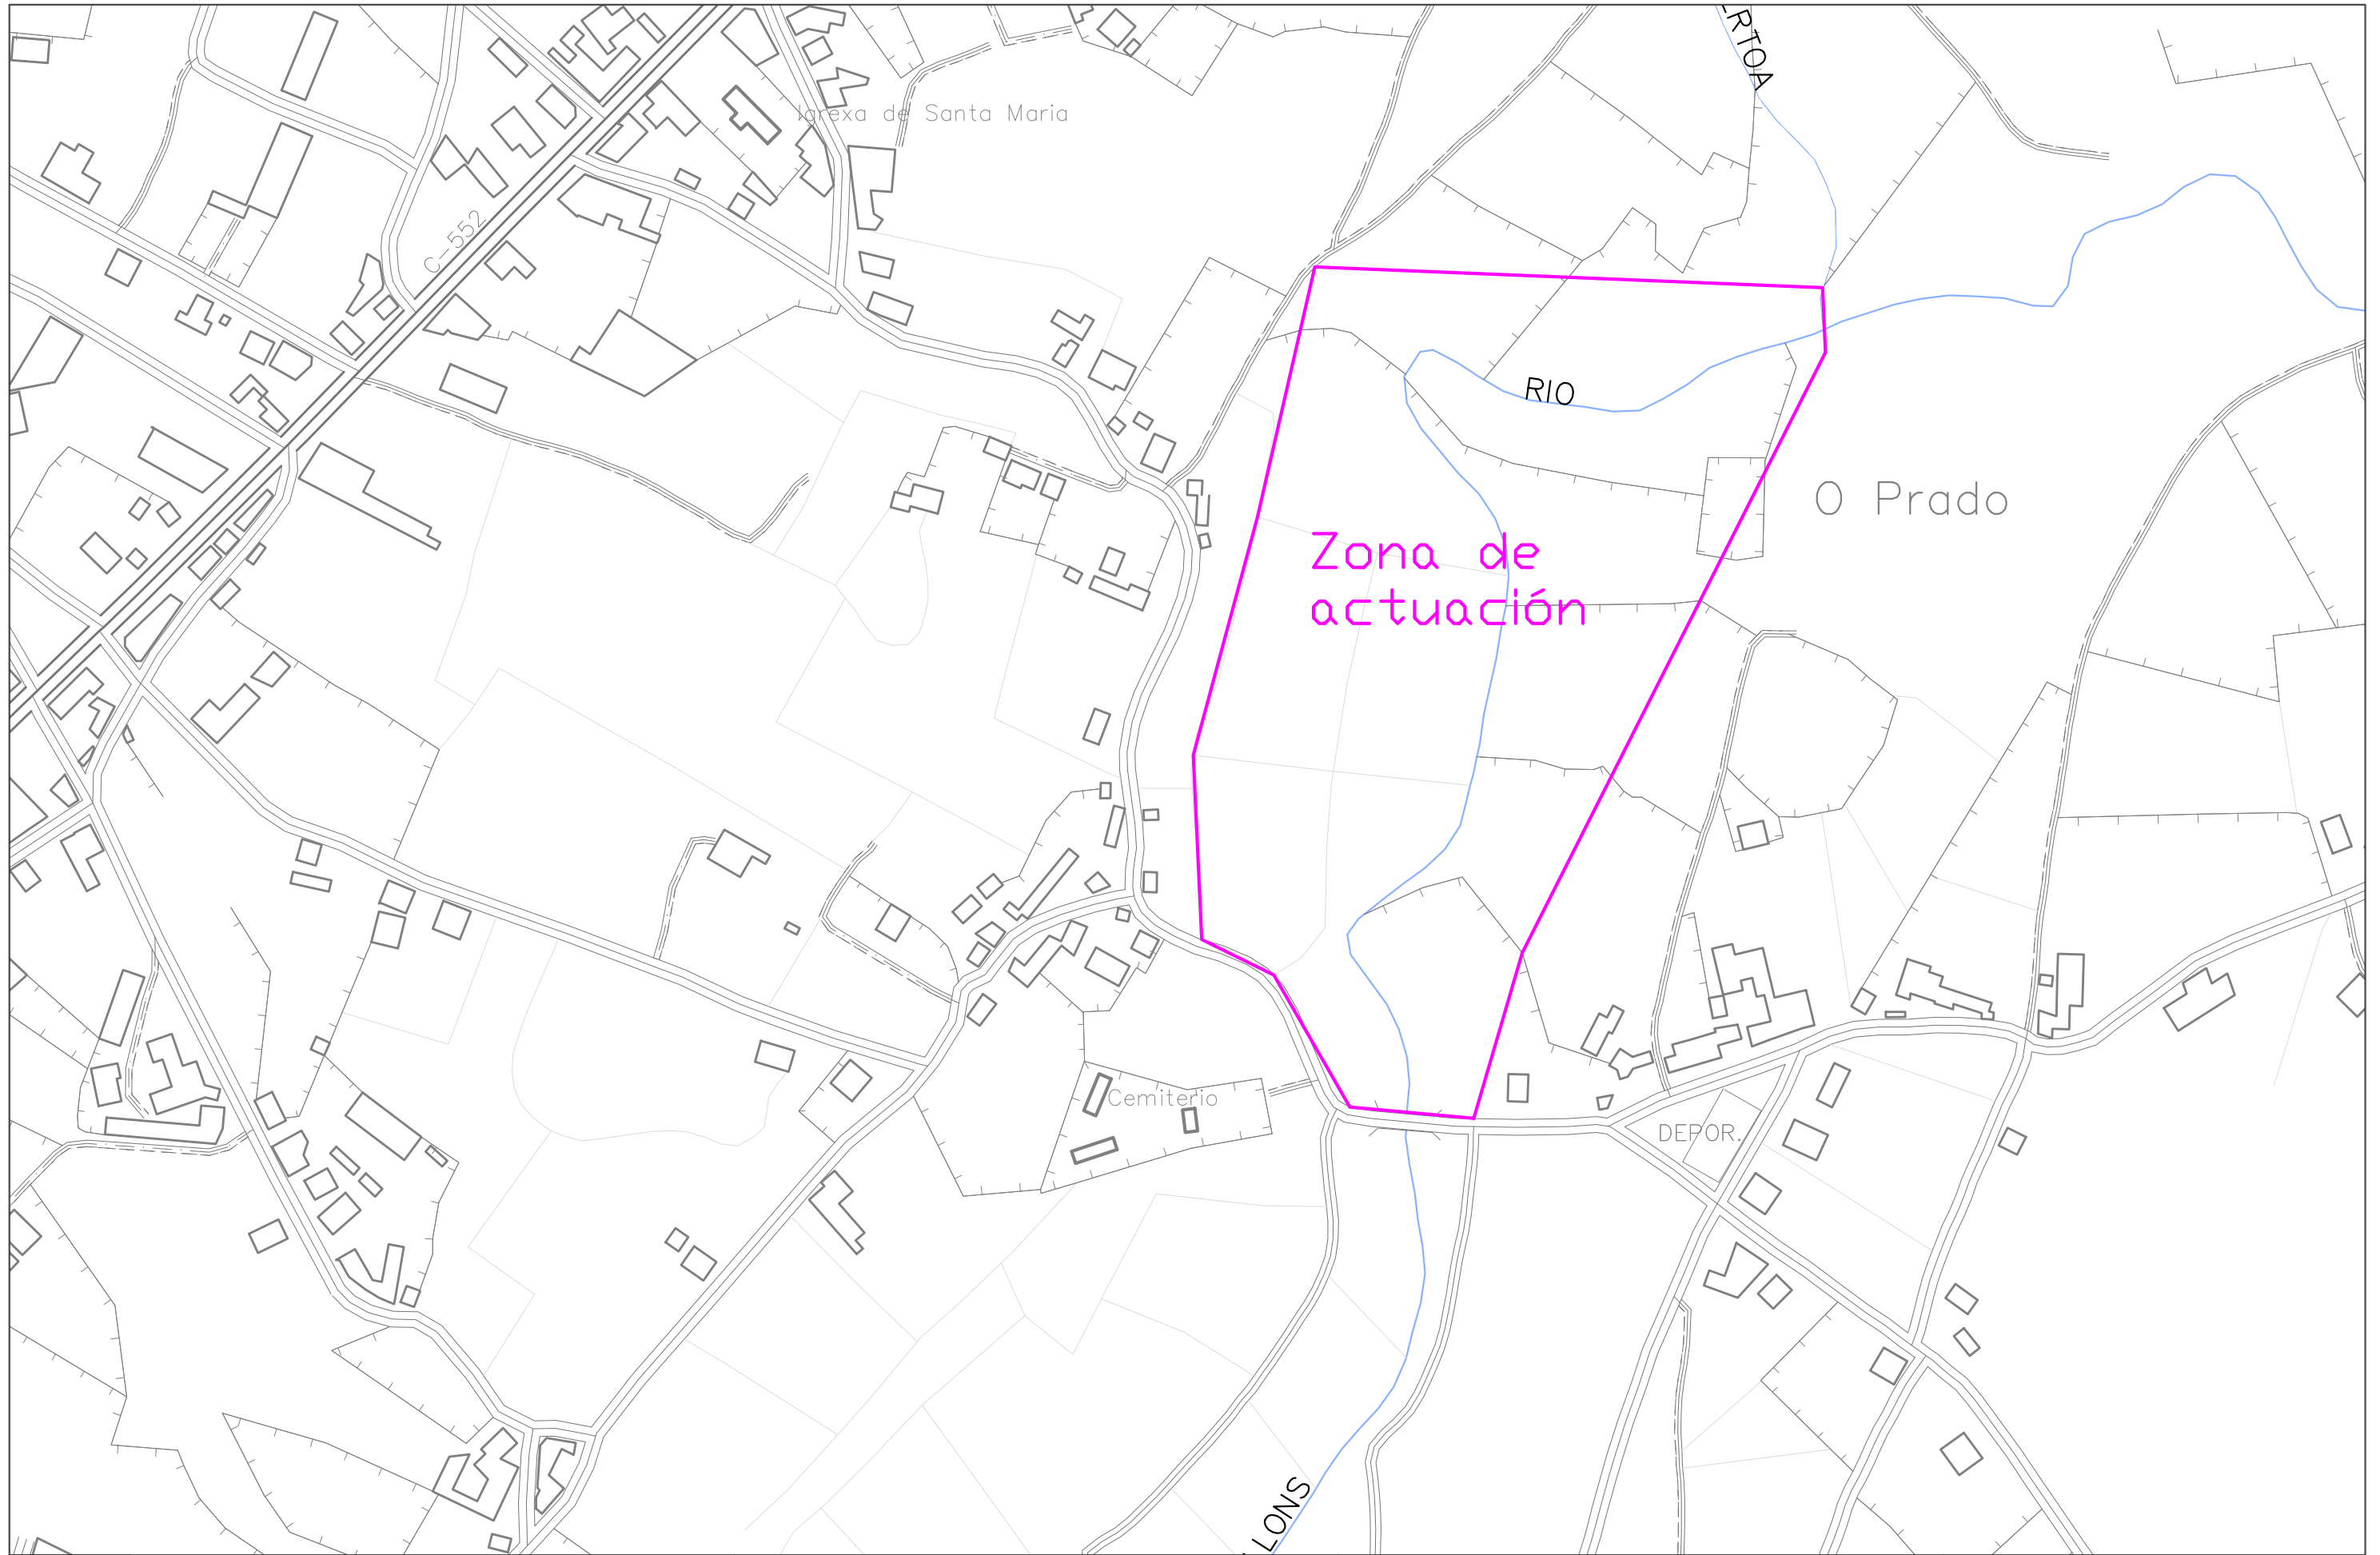 RTOA
Igrexa de Santa Maria
C-552
RIO
O Prado
Zona de
actuación
Cemiterio
DEPOR.
LONS